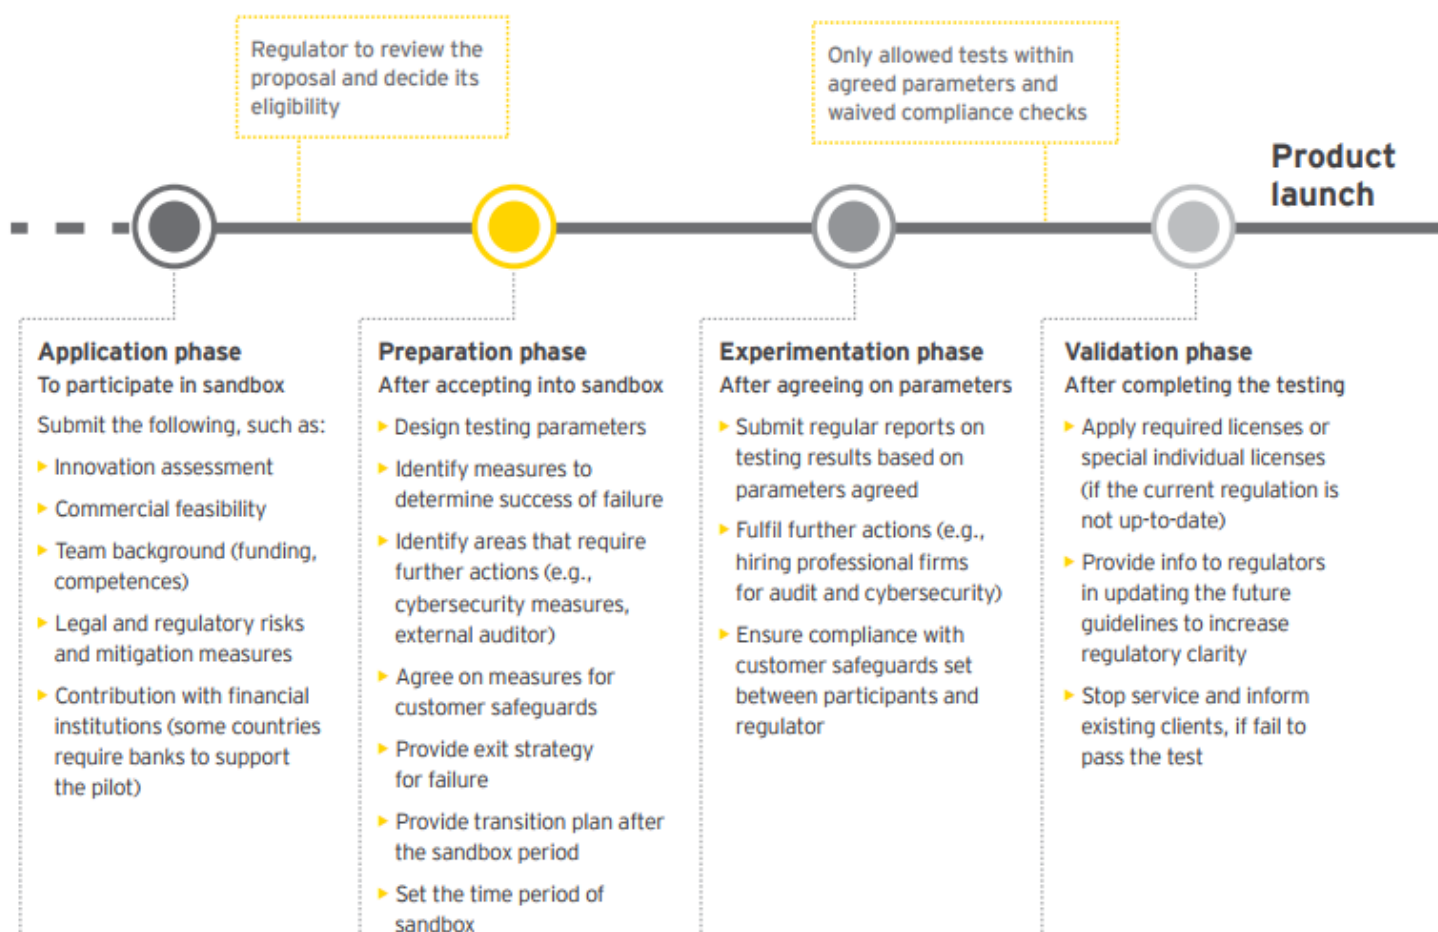 Regulator to review the
proposal and decide its
eligibility
Only allowed tests within
agreed parameters and
waived compliance checks
Product
launch
Application phase
To participate in sandbox
Submit the following, such as:
Innovation assessment
Commercial feasibility
Team background (funding,
competences)
Legal and regulatory risks
and mitigation measures
Contribution with financial
institutions (some countries
require banks to support
the pilot)
Preparation phase
After accepting into sandbox
Design testing parameters
Identify measures to
determine success of failure
Identify areas that require
further actions (e.g.,
cybersecurity measures,
external auditor)
Agree on measures for
customer safeguards
Provide exit strategy
for failure
Provide transition plan after
the sandbox period
Set the time period of
sandbox
Experimentation phase
After agreeing on parameters
Submit regular reports on
testing results based on
parameters agreed
Fulfil further actions (e.g.,
hiring professional firms
for audit and cybersecurity)
Ensure compliance with
customer safeguards set
between participants and
regulator
Validation phase
After completing the testing
Apply required licenses or
special individual licenses
(if the current regulation is
not up-to-date)
Provide info to regulators
in updating the future
guidelines to increase
regulatory clarity
Stop service and inform
existing clients, if fail to
pass the test